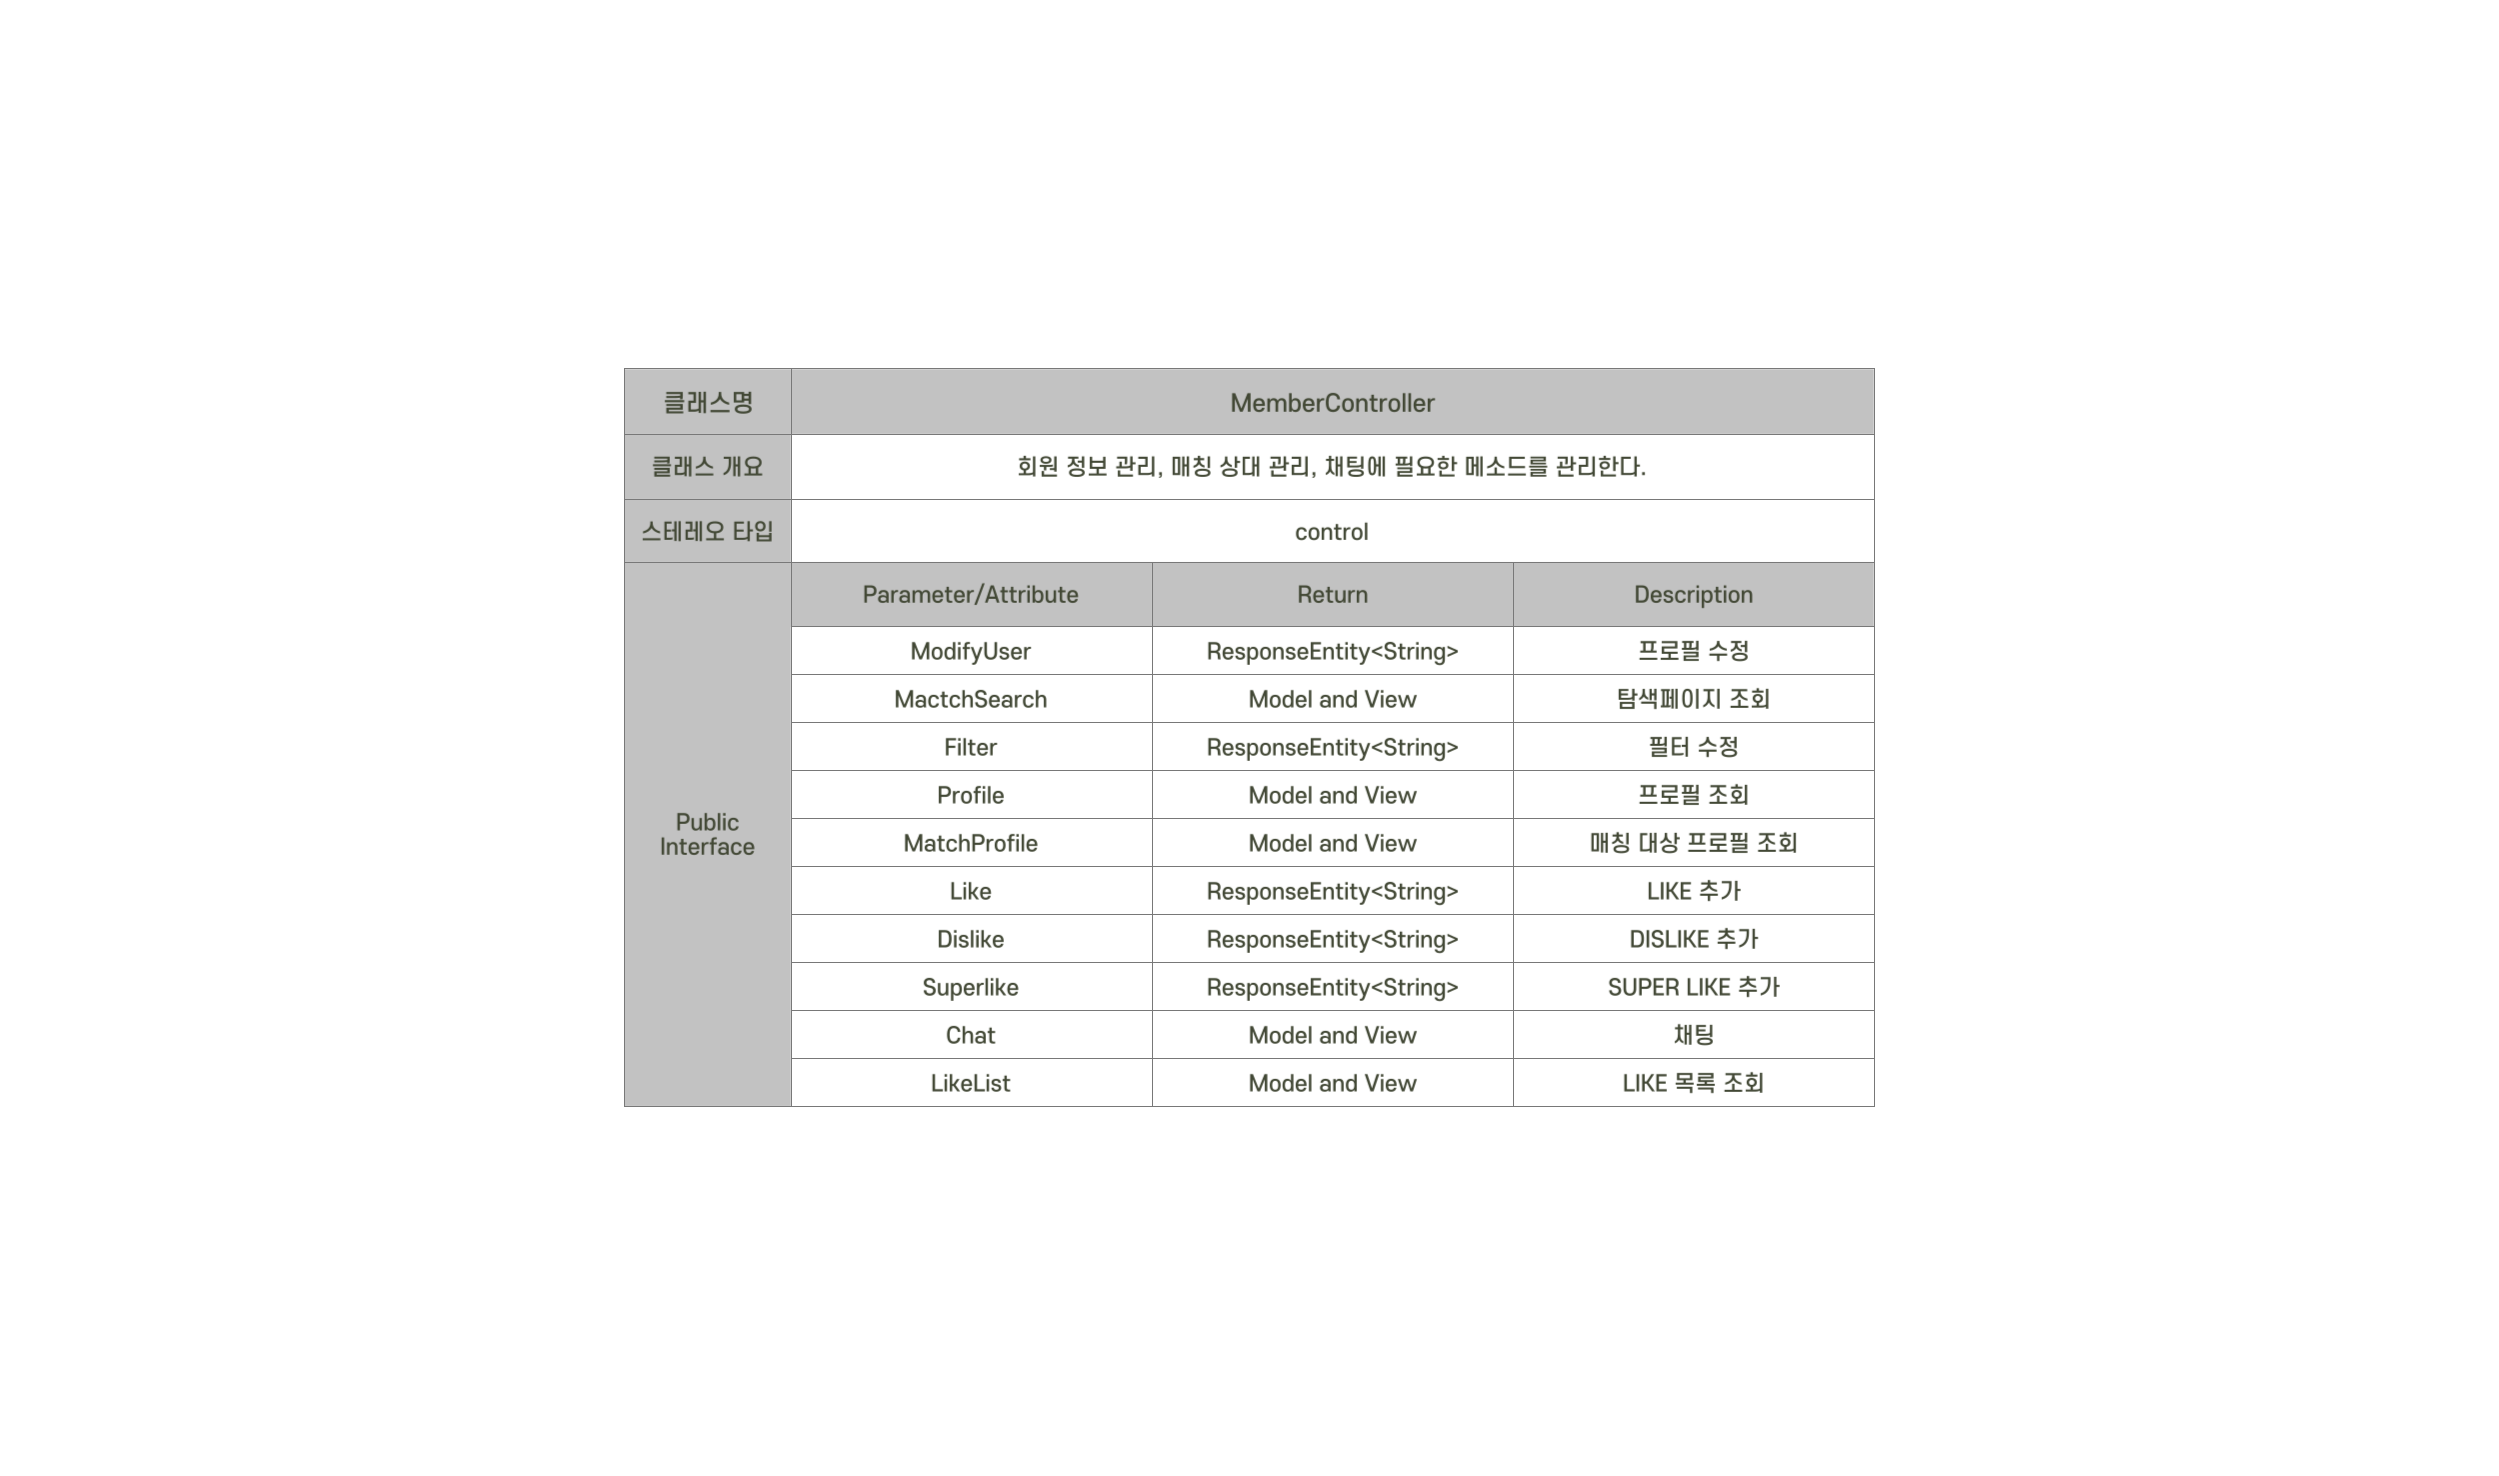 클래스명 MemberController
클래스 개요 회원 정보 관리, 매칭 상대 관리, 채팅에 필요한 메소드를 관리한다.
스테레오 타입 control
Public
Interface
Parameter/Attribute Return Description
ModifyUser ResponseEntity<String> 프로필 수정
MactchSearch Model and View 탐색페이지 조회
Filter ResponseEntity<String> 필터 수정
Profile Model and View 프로필 조회
MatchProfile Model and View 매칭 대상 프로필 조회
Like ResponseEntity<String> LIKE 추가
Dislike ResponseEntity<String> DISLIKE 추가
Superlike ResponseEntity<String> SUPER LIKE 추가
Chat Model and View 채팅
LikeList Model and View LIKE 목록 조회